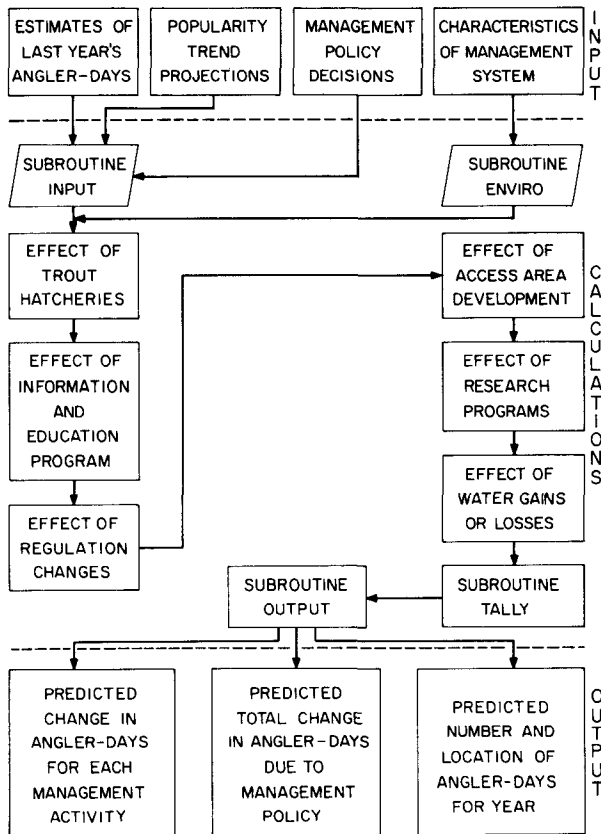 ESTIMATES OF
LAST YEAR'S
ANGLER-DAYS
POPULARITY
TREND
PROJECTIONS
MANAGEMENT
POLICY
DECISIONS
CHARACTERISTICS
OF MANAGEMENT
SYSTEM
INPUT
SUBROUTINE
INPUT
SUBROUTINE
ENVIRO
EFFECT OF
TROUT
HATCHERIES
EFFECT OF
INFORMATION
AND
EDUCATION
PROGRAM
EFFECT OF
REGULATION
CHANGES
EFFECT OF
ACCESS AREA
DEVELOPMENT
EFFECT OF
RESEARCH
PROGRAMS
EFFECT OF
WATER GAINS
OR LOSSES
CALCULATIONS
SUBROUTINE
TALLY
SUBROUTINE
OUTPUT
PREDICTED
CHANGE IN
ANGLER-DAYS
FOR EACH
MANAGEMENT
ACTIVITY
PREDICTED
TOTAL CHANGE
IN ANGLER-DAYS
DUE TO
MANAGEMENT
POLICY
PREDICTED
NUMBER AND
LOCATION OF
ANGLER-DAYS
FOR YEAR
OUTPUT